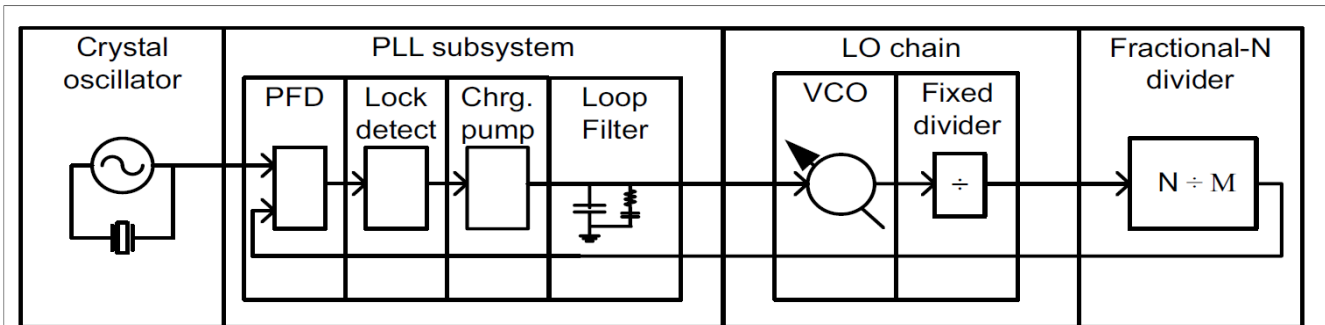 Crystal
oscillator
PLL subsystem
PFD
Lock
detect
Chrg.
pump
Loop
Filter
LO chain
VCO
Fixed
divider
÷
Fractional-N
divider
N ÷ M